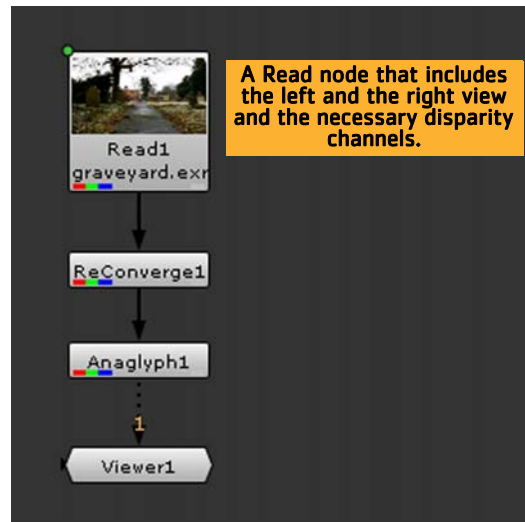 A Read node that includes
the left and the right view
and the necessary disparity
channels.
Read1
graveyard.exr
ReConverge1
Anaglyph1
1
Viewer1